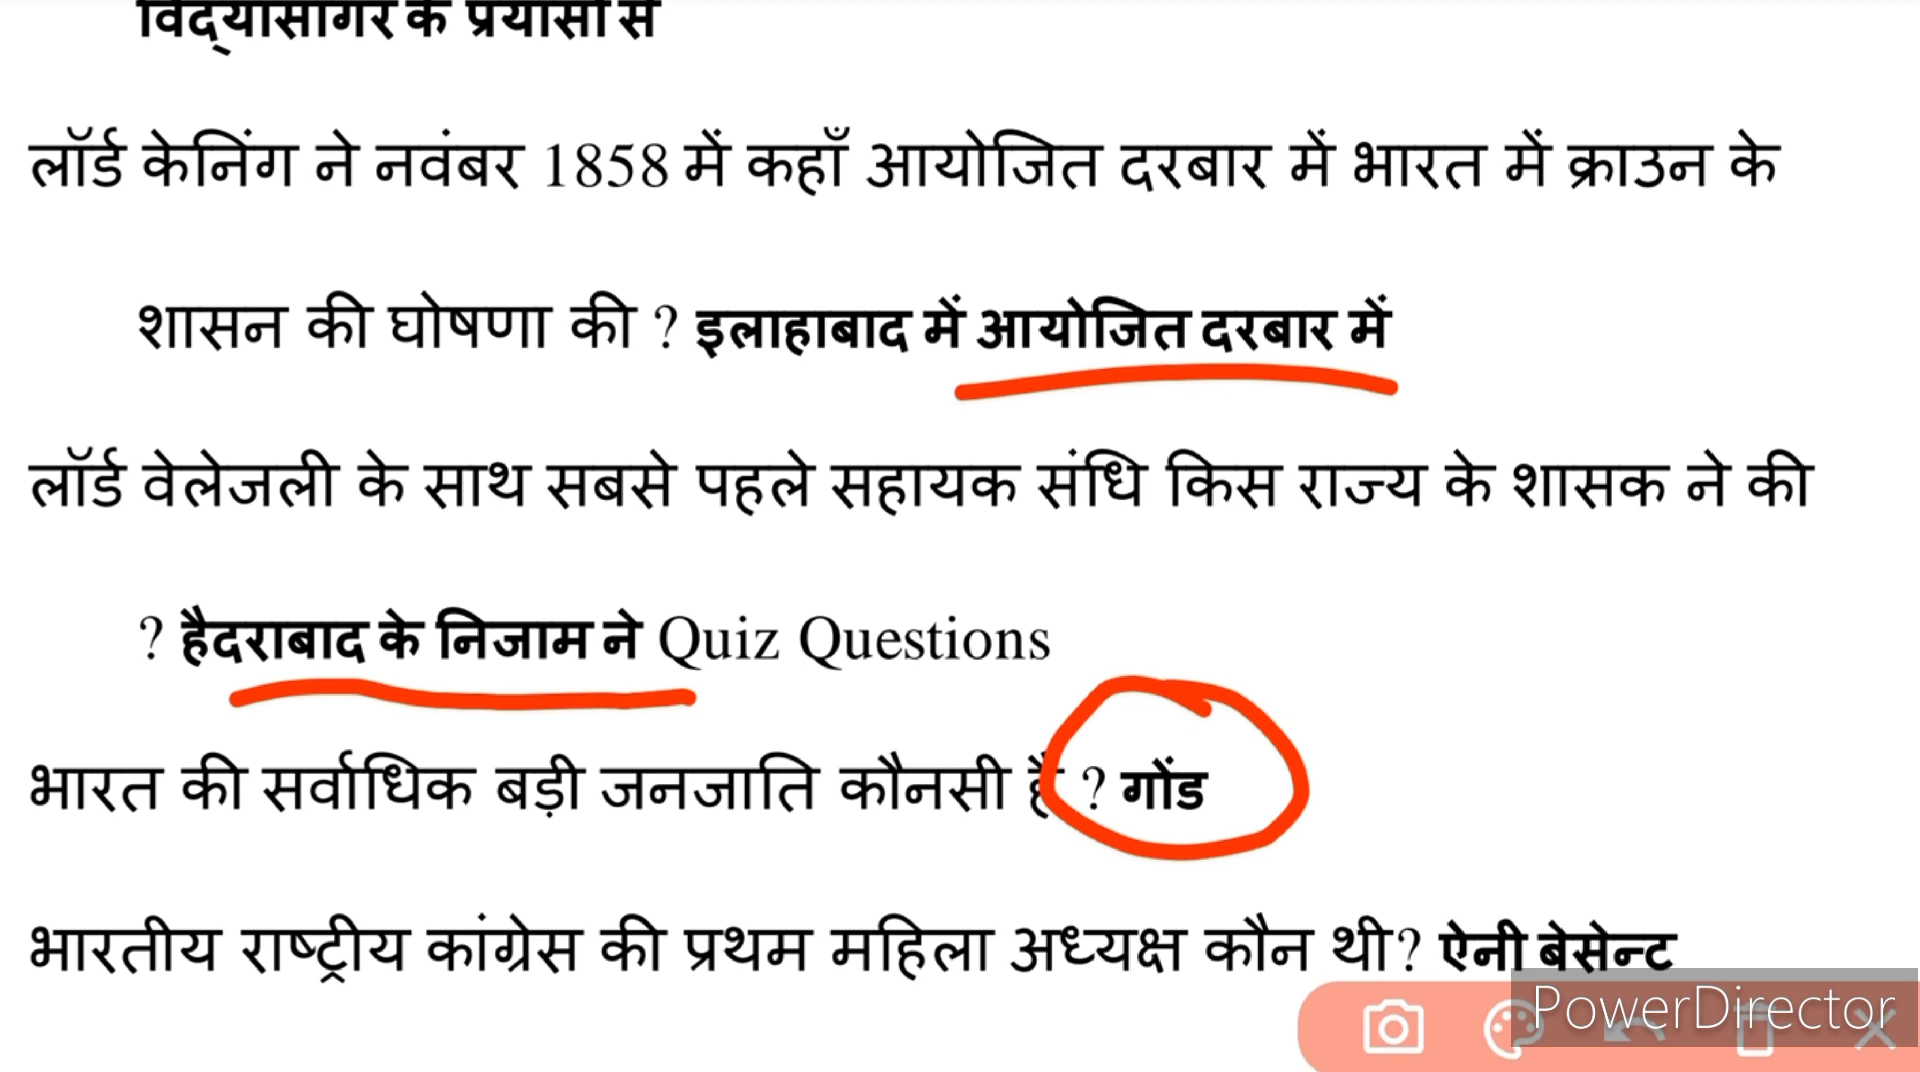 विद्यासागर के प्रयासों से
लॉर्ड केनिंग ने नवंबर 1858 में कहाँ आयोजित दरबार में भारत में क्राउन के
शासन की घोषणा की ? इलाहाबाद में आयोजित दरबार में
लॉर्ड वेलेजली के साथ सबसे पहले सहायक संधि किस राज्य के शासक ने की
? हैदराबाद के निजाम ने Quiz Questions
भारत की सर्वाधिक बड़ी जनजाति कौनसी है ? गोंड
भारतीय राष्ट्रीय कांग्रेस की प्रथम महिला अध्यक्ष कौन थी? ऐनी बेसेन्ट
PowerDirector